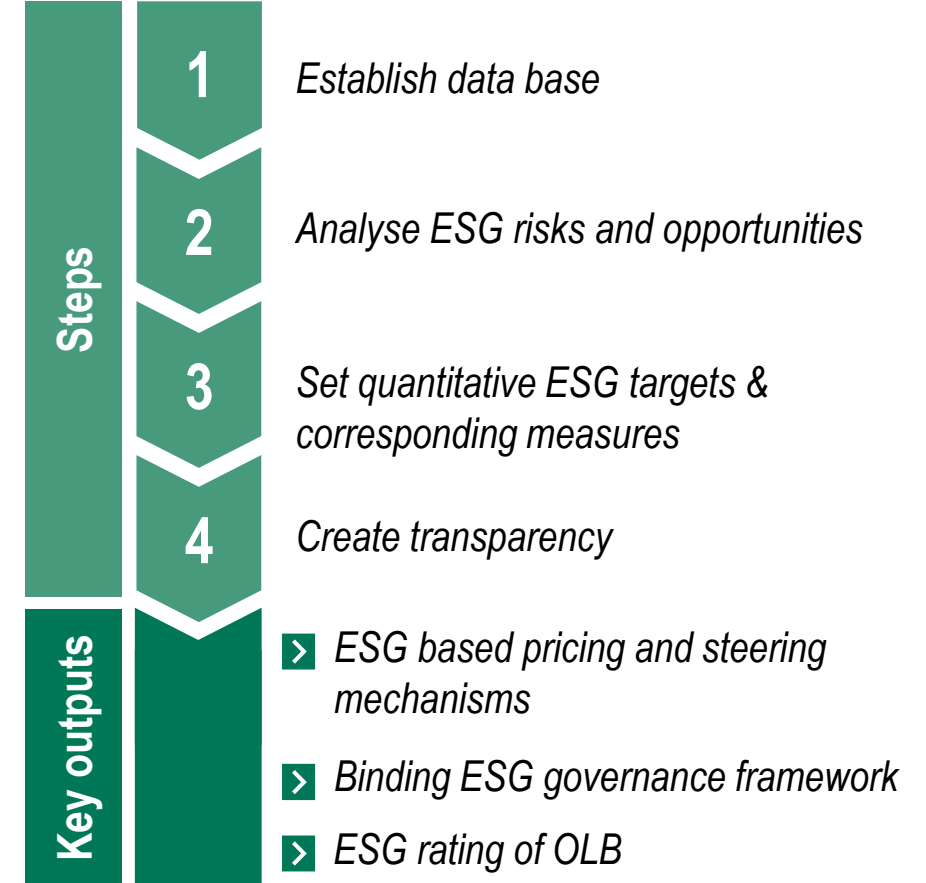 Steps
1
Establish data base
2
Analyse ESG risks and opportunities
3
Set quantitative ESG targets &
corresponding measures
4
Create transparency
Key outputs
ESG based pricing and steering
mechanisms
Binding ESG governance framework
ESG rating of OLB